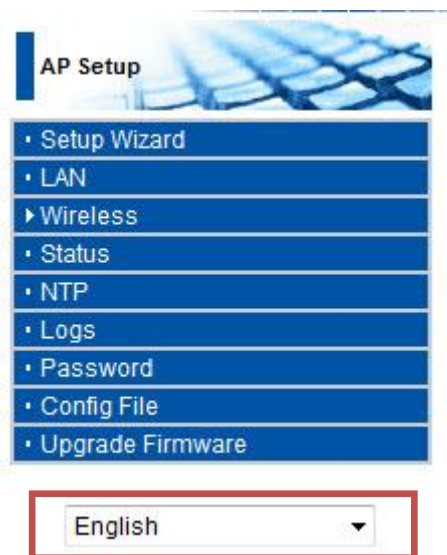 AP Setup
Setup Wizard
LAN
Wireless
Status
NTP
Logs
Password
Config File
Upgrade Firmware
English